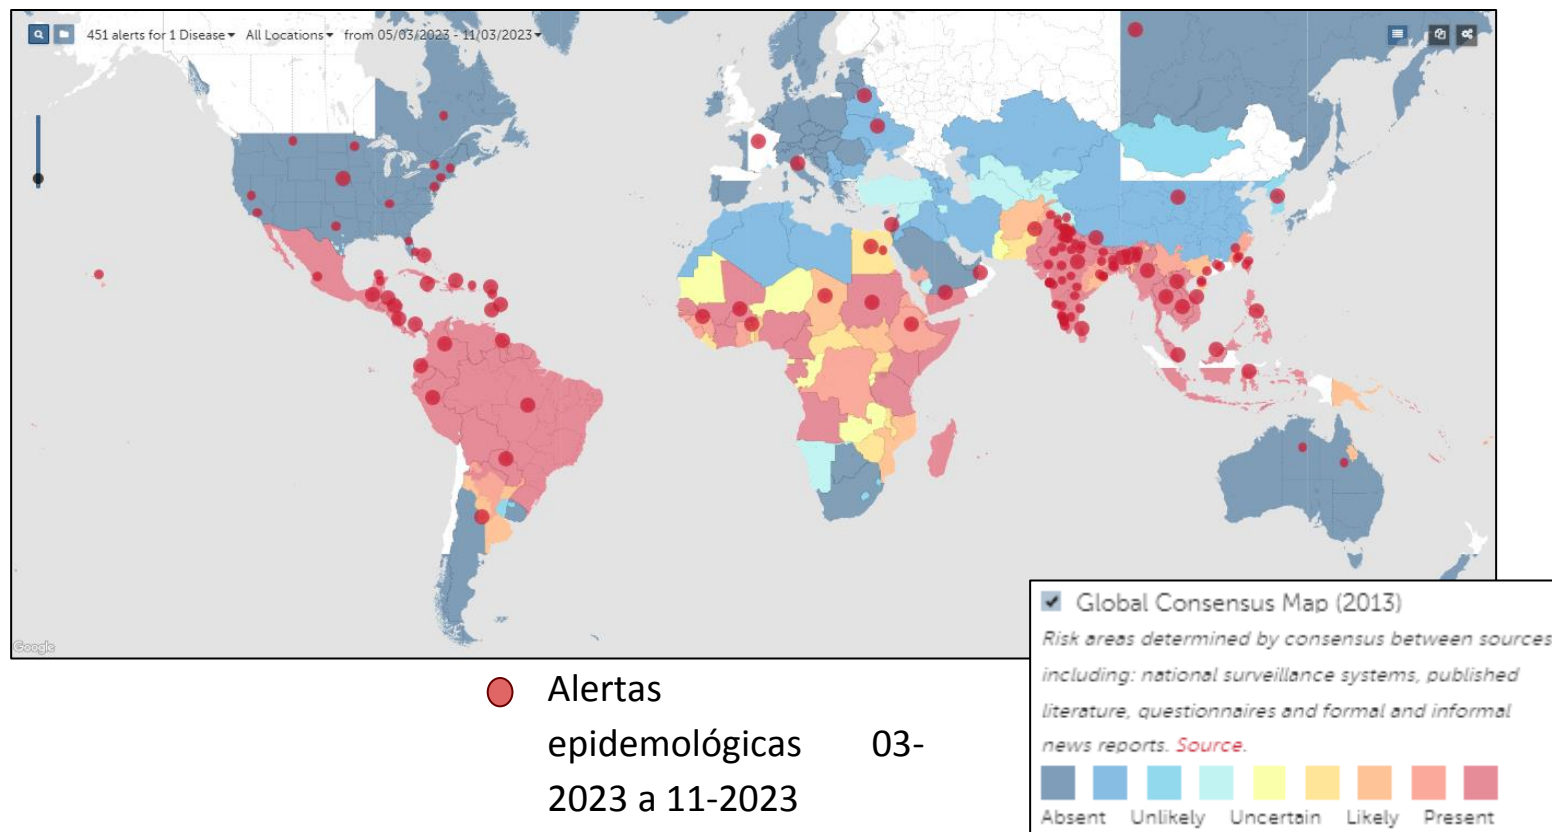 451 alerts for 1 Disease All Locations from 05/03/2023 - 11/03/2023
Google
Alertas
epidemológicas 03-
2023 a 11-2023
Global Consensus Map (2013)
Risk areas determined by consensus between sources
including: national surveillance systems, published
literature, questionnaires and formal and informal
news reports. Source.
Absent Unlikely Uncertain Likely Present